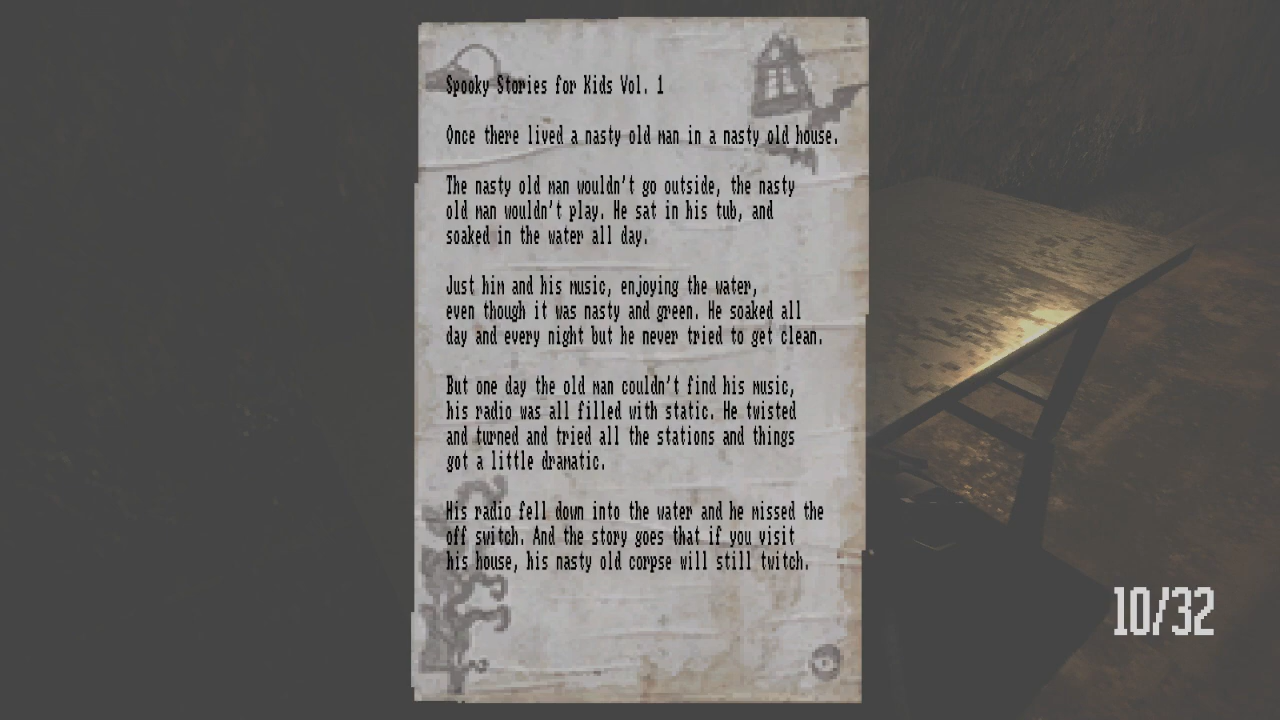 Spooky Stories for Kids Vol. 1
Once there lived a nasty old man in a nasty old house.
The nasty old man wouldn't go outside, the nasty
old man wouldn't play. He sat in his tub, and
soaked in the water all day.
Just him and his music, enjoying the water,
even though it was nasty and green. He soaked all
day and every night but he never tried to get clean.
But one day the old man couldn't find his music,
his radio was all filled with static. He twisted
and turned and tried all the stations and things
got a little dramatic.
His radio fell down into the water and he missed the
off switch. And the story goes that if you visit
his house, his nasty old corpse will still twitch.
10/32